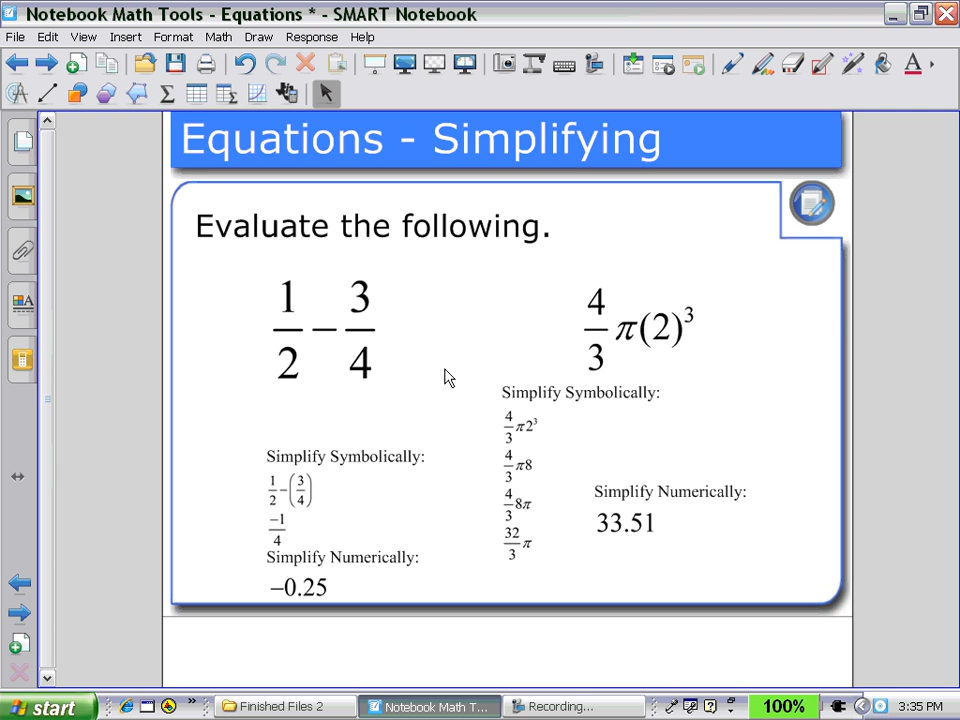 Notebook Math Tools - Equations * - SMART Notebook
File Edit View Insert Format Math Draw Response Help
Equations - Simplifying
Evaluate the following.
1/2 − 3/4
4/3 π(2)³
Simplify Symbolically:
4/3 π2³
4/3 π8
4/3 8π
32/3 π
Simplify Numerically:
33.51
Simplify Symbolically:
1/2 − (3/4)
−1/4
Simplify Numerically:
−0.25
start Finished Files 2 Notebook Math T... Recording... 100% 3:35 PM